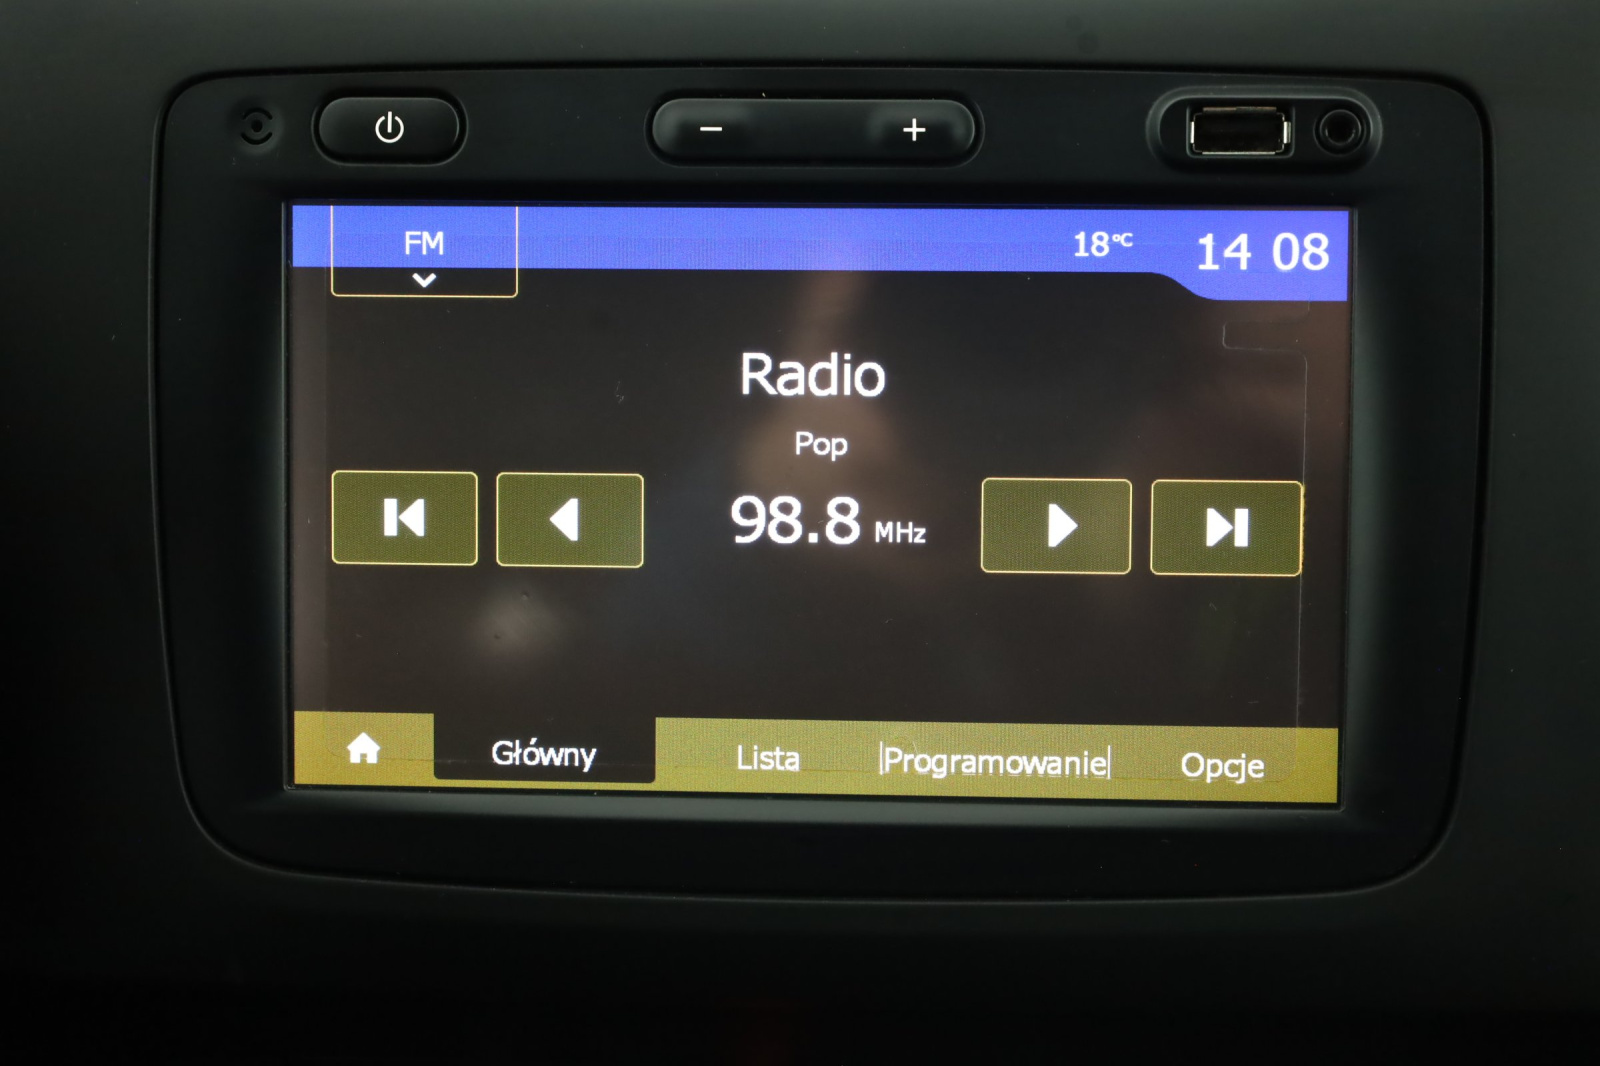 FM
18°C
14 08
Radio
Pop
98.8 MHz
Główny
Lista
Programowanie
Opcje